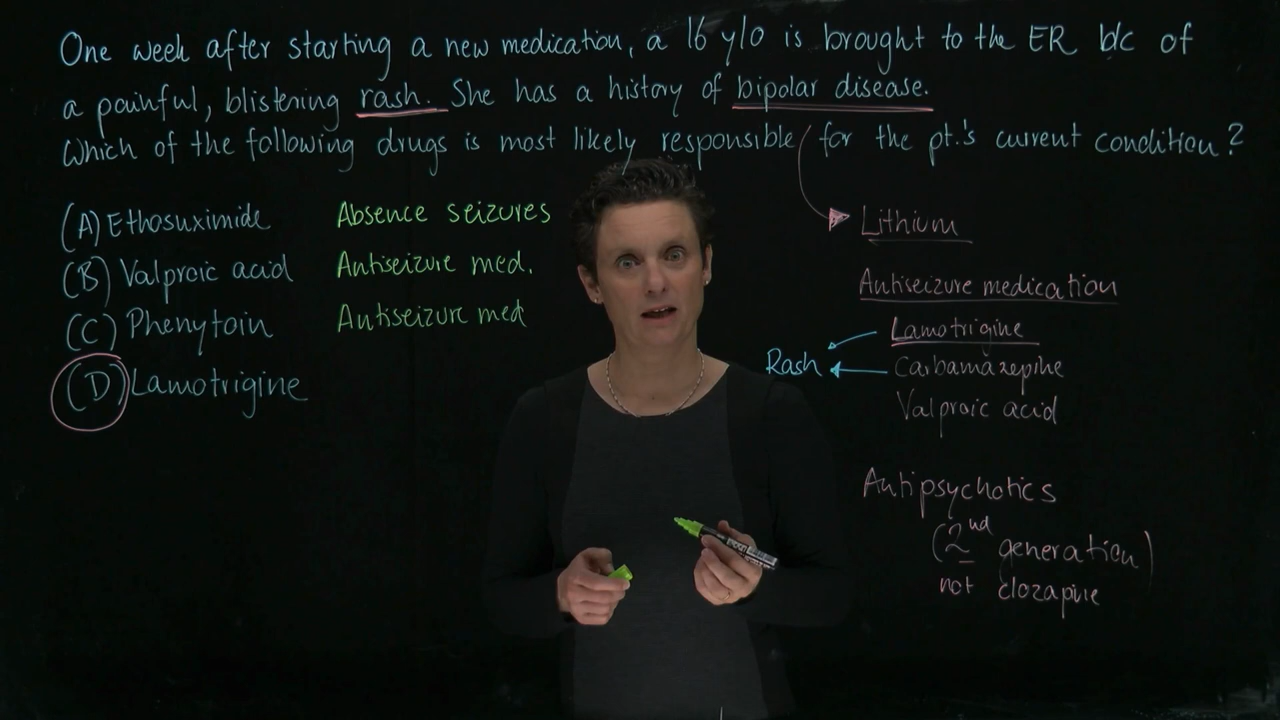 One week after starting a new medication, a 16 y/o is brought to the ER b/c of
a painful, blistering rash. She has a history of bipolar disease.
Which of the following drugs is most likely responsible for the pt.'s current condition?
(A) Ethosuximide Absence seizures
(B) Valproic acid Antiseizure med.
(C) Phenytoin Antiseizure med
(D) Lamotrigine
Lithium
Antiseizure medication
Lamotrigine
Rash Carbamazepine
Valproic acid
Antipsychotics
(2nd generation)
not clozapine